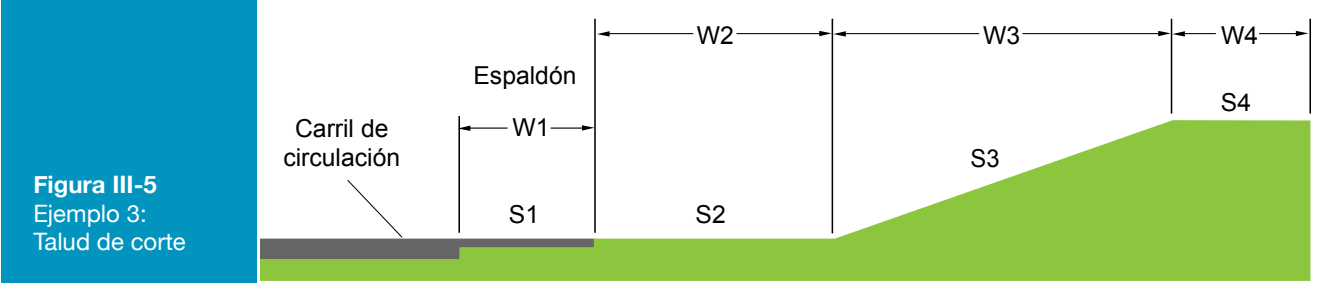 Figura III-5
Ejemplo 3:
Talud de corte
W2
W3
W4
Espaldón
S4
Carril de
circulación
W1
S3
S1
S2